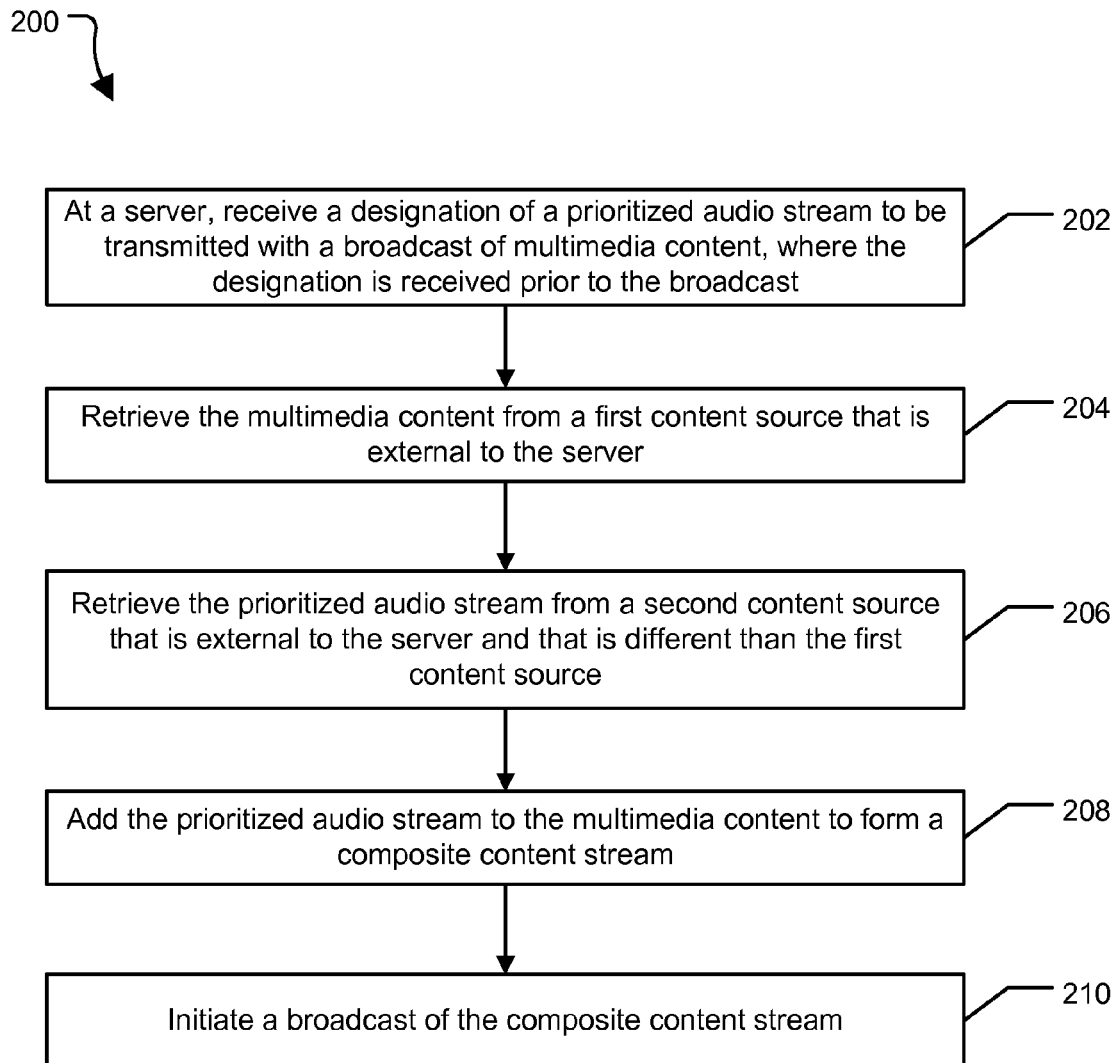 200
At a server, receive a designation of a prioritized audio stream to be
transmitted with a broadcast of multimedia content, where the
designation is received prior to the broadcast
202
Retrieve the multimedia content from a first content source that is
external to the server
204
Retrieve the prioritized audio stream from a second content source
that is external to the server and that is different than the first
content source
206
Add the prioritized audio stream to the multimedia content to form a
composite content stream
208
Initiate a broadcast of the composite content stream
210